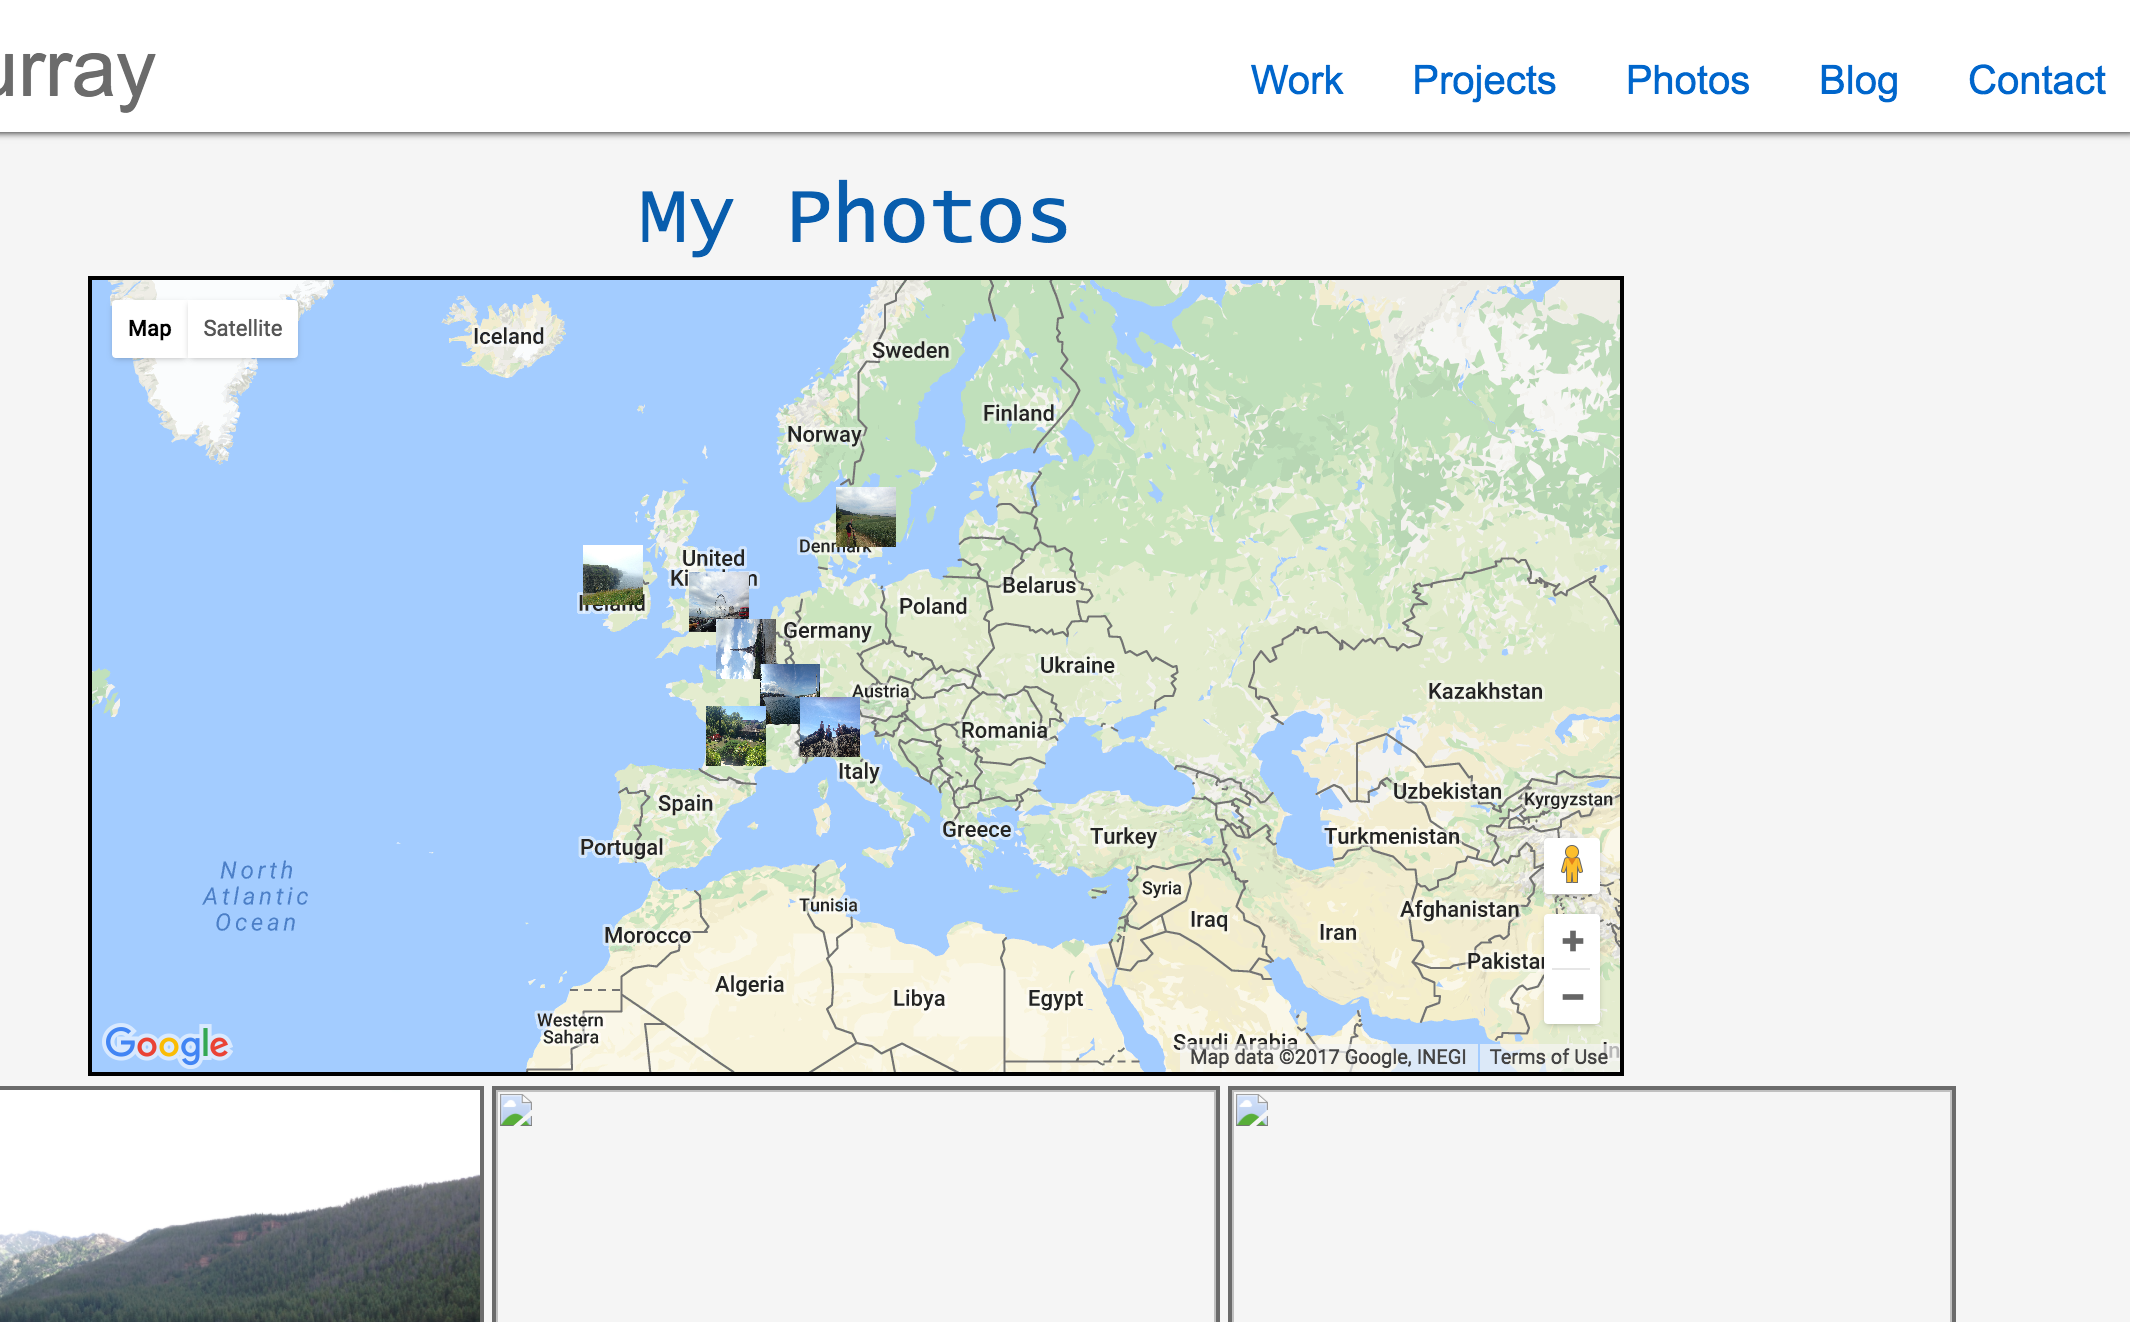 urray
Work Projects Photos Blog Contact
My Photos
Map Satellite
Iceland
Sweden
Finland
Norway
Denmark
United
Kingdom
Ireland
Belarus
Poland
Germany
Ukraine
Austria
Kazakhstan
Romania
Italy
Uzbekistan
Kyrgyzstan
Spain
Greece
Turkey
Turkmenistan
Portugal
North
Atlantic
Ocean
Syria
Tunisia
Iraq
Afghanistan
Morocco
Iran
Pakistan
Algeria
Libya
Egypt
Western
Sahara
Saudi Arabia
Google
Map data ©2017 Google, INEGI Terms of Use